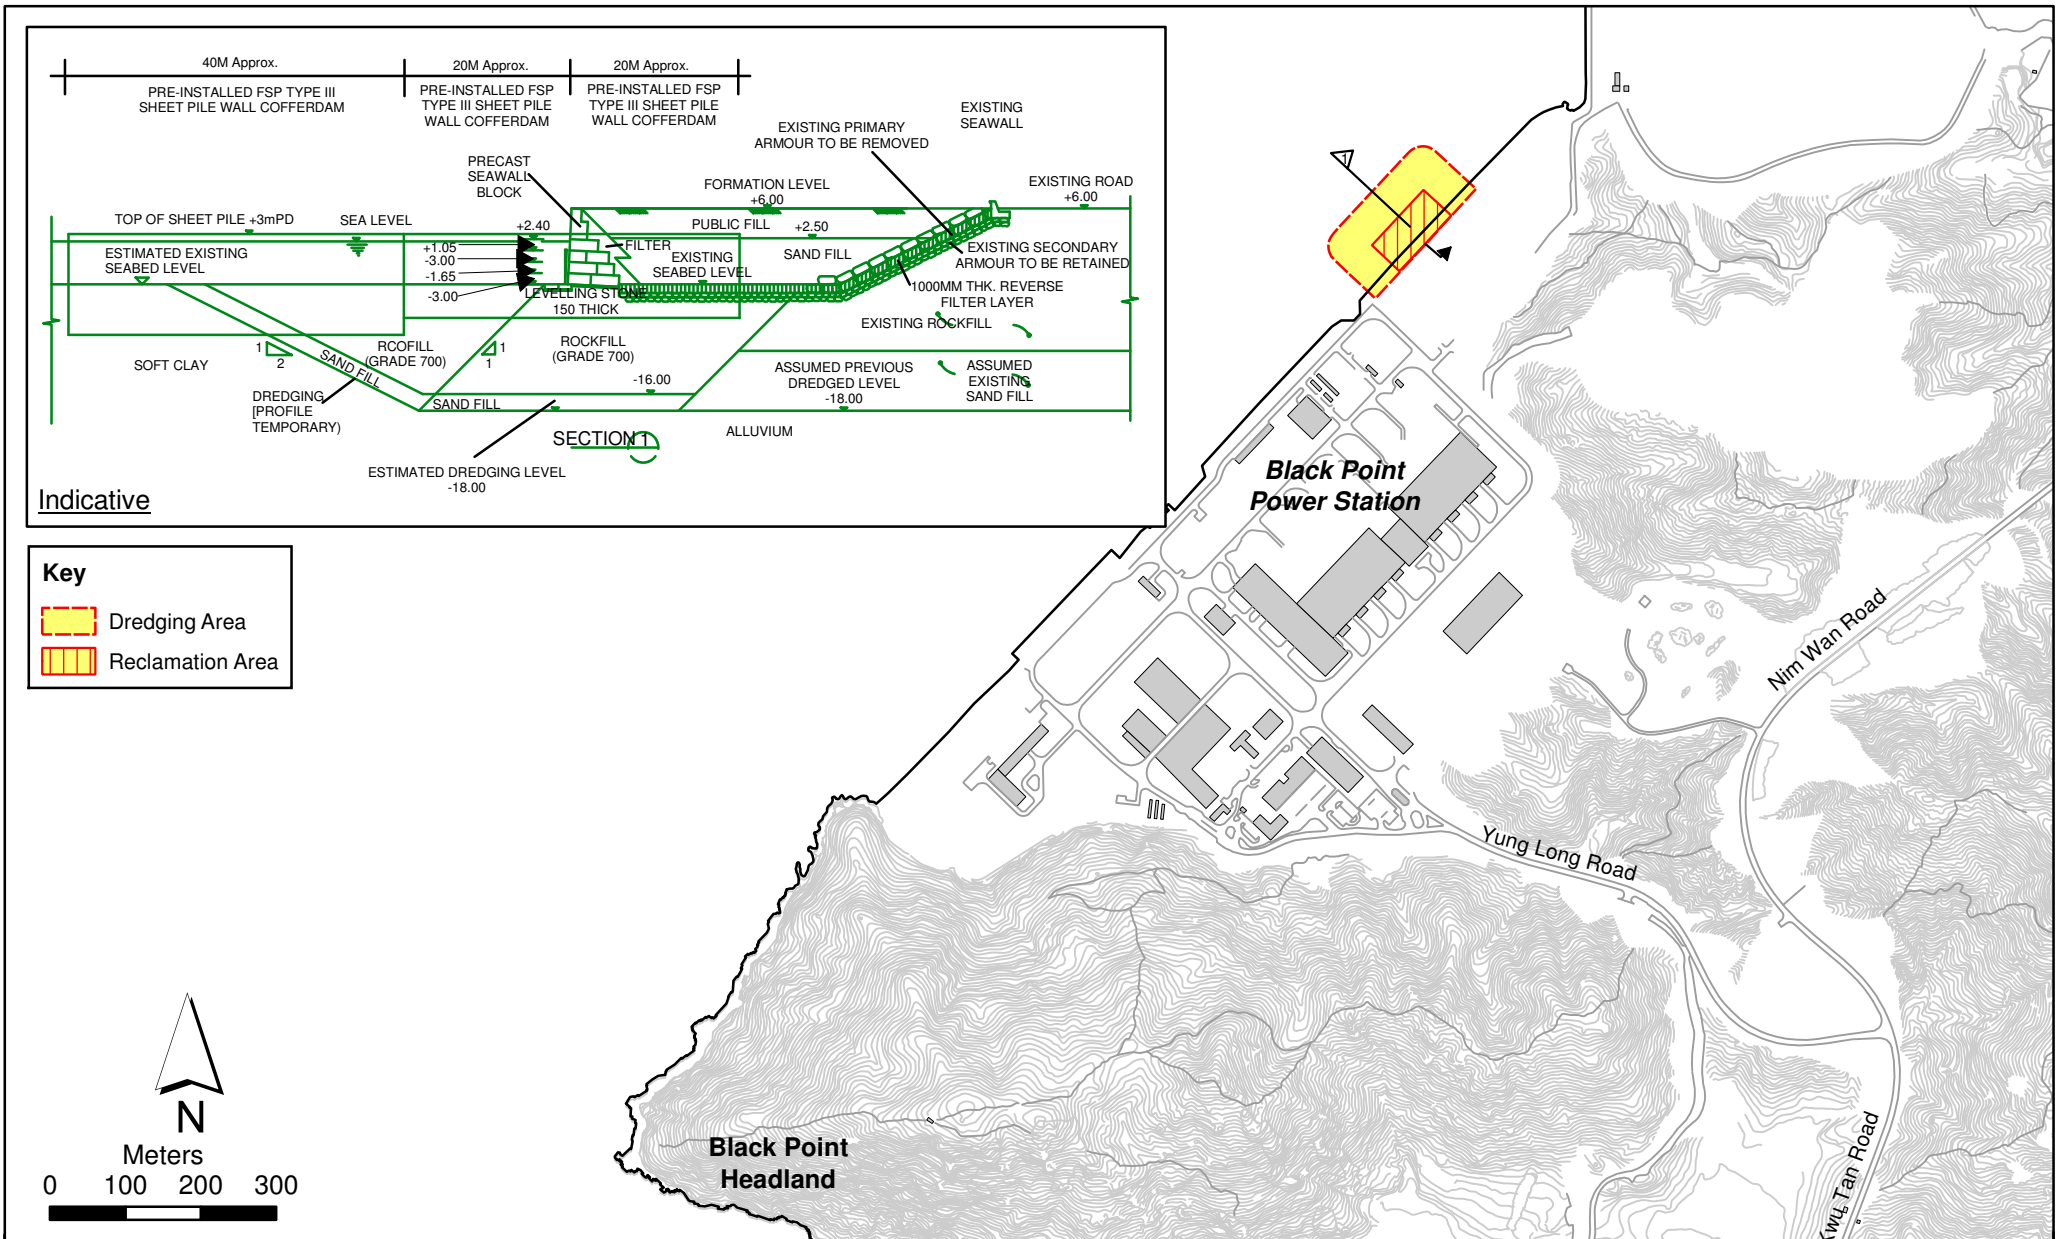 40M Approx.
20M Approx.
20M Approx.
PRE-INSTALLED FSP TYPE III
SHEET PILE WALL COFFERDAM
PRE-INSTALLED FSP
TYPE III SHEET PILE
WALL COFFERDAM
PRE-INSTALLED FSP
TYPE III SHEET PILE
WALL COFFERDAM
EXISTING
SEAWALL
EXISTING PRIMARY
ARMOUR TO BE REMOVED
PRECAST
SEAWALL
BLOCK
FORMATION LEVEL
+6.00
EXISTING ROAD
+6.00
TOP OF SHEET PILE +3mPD
SEA LEVEL
+2.40
PUBLIC FILL
+2.50
ESTIMATED EXISTING
SEABED LEVEL
+1.05
-3.00
-1.65
-3.00
FILTER
EXISTING
SEABED LEVEL
SAND FILL
EXISTING SECONDARY
ARMOUR TO BE RETAINED
LEVELLING STONE
150 THICK
1000MM THK. REVERSE
FILTER LAYER
EXISTING ROCKFILL
SOFT CLAY
1
2
SAND FILL
RCOFILL
(GRADE 700)
1
1
ROCKFILL
(GRADE 700)
-16.00
ASSUMED PREVIOUS
DREDGED LEVEL
-18.00
ASSUMED
EXISTING
SAND FILL
DREDGING
[PROFILE
TEMPORARY)
SAND FILL
SECTION 1
ALLUVIUM
ESTIMATED DREDGING LEVEL
-18.00
Indicative
Key
Dredging Area
Reclamation Area
1
Black Point
Power Station
Nim Wan Road
Yung Long Road
Black Point
Headland
Kwu Tan Road
N
Meters
0 100 200 300